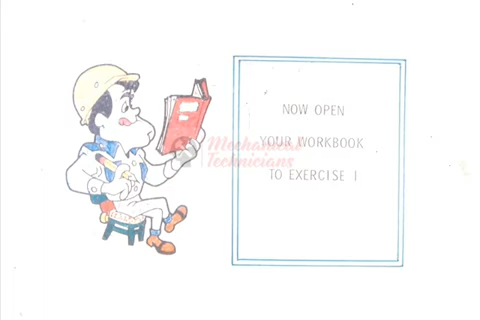 NOW OPEN
YOUR WORKBOOK
TO EXERCISE 1
Mechanical
Technicians